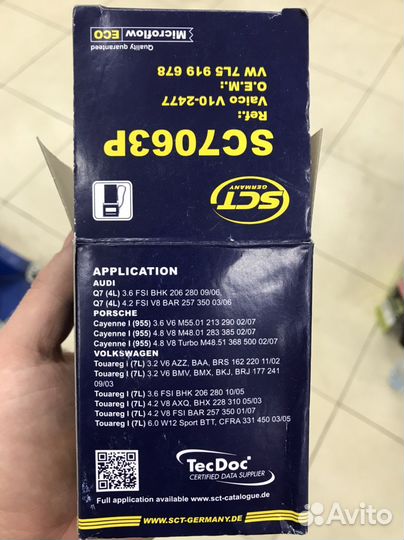 Microflow ECO
Quality guaranteed
SC7063P
Ref.:
Vaico V10-2477
O.E.M.:
VW 7L5 919 678
SCT
GERMANY
APPLICATION
AUDI
Q7 (4L) 3.6 FSI BHK 206 280 09/06
Q7 (4L) 4.2 FSI V8 BAR 257 350 03/06
PORSCHE
Cayenne I (955) 3.6 V6 M55.01 213 290 02/07
Cayenne I (955) 4.8 V8 M48.01 283 385 02/07
Cayenne I (955) 4.8 V8 Turbo M48.51 368 500 02/07
VOLKSWAGEN
Touareg I (7L) 3.2 V6 AZZ, BAA, BRS 162 220 11/02
Touareg I (7L) 3.2 V6 BMV, BMX, BKJ, BRJ 177 241
09/03
Touareg I (7L) 3.6 FSI BHK 206 280 10/05
Touareg I (7L) 4.2 V8 AXQ, BHX 228 310 05/03
Touareg I (7L) 4.2 V8 FSI BAR 257 350 01/07
Touareg I (7L) 6.0 W12 Sport BTT, CFRA 331 450 03/05
TecDoc
CERTIFIED DATA SUPPLIER
Full application available www.sct-catalogue.de
WWW.SCT-GERMANY.DE
Avito